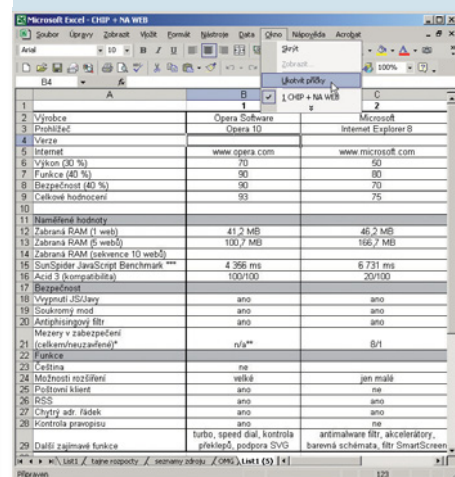 Microsoft Excel - CHIP + NA WEB
Soubor Úpravy Zobrazit Vložit Formát Nástroje Data Okno Nápověda Acrobat
Arial 10 B I U
Skrýt
Zobrazit...
Ukotvit příčky
1 CHIP + NA WEB
100%
B4 fx
A B C
1 1 2
2 Výrobce Opera Software Microsoft
3 Prohlížeč Opera 10 Internet Explorer 8
4 Verze
5 Internet www.opera.com www.microsoft.com
6 Výkon (30 %) 70 50
7 Funkce (40 %) 90 80
8 Bezpečnost (40 %) 90 70
9 Celkové hodnocení 93 75
10
11 Naměřené hodnoty
12 Zabraná RAM (1 web) 41,2 MB 46,2 MB
13 Zabraná RAM (5 webů) 100,7 MB 166,7 MB
14 Zabraná RAM (sekvence 10 webů)
15 SunSpider JavaScript Benchmark *** 4 356 ms 6 731 ms
16 Acid 3 (kompatibilita) 100/100 20/100
17 Bezpečnost
18 Vypnutí JS/Javy ano ano
19 Soukromý mod ano ano
20 Antiphisingový filtr ano ano
Mezery v zabezpečení
21 (celkem/neuzavřené)* n/a** 8/1
22 Funkce
23 Čeština ne
24 Možnosti rozšíření velké jen malé
25 Poštovní klient ano ne
26 RSS ano ano
27 Chytrý adr. řádek ano ano
28 Kontrola pravopisu ano ne
turbo, speed dial, kontrola antimalware filtr, akcelerátory,
29 Další zajímavé funkce překlepů, podpora SVG barevná schémata, filtr SmartScreen
List1 / tajne rozpocty / seznamy zdroju / OMG / List1 (5)
Připraven 123